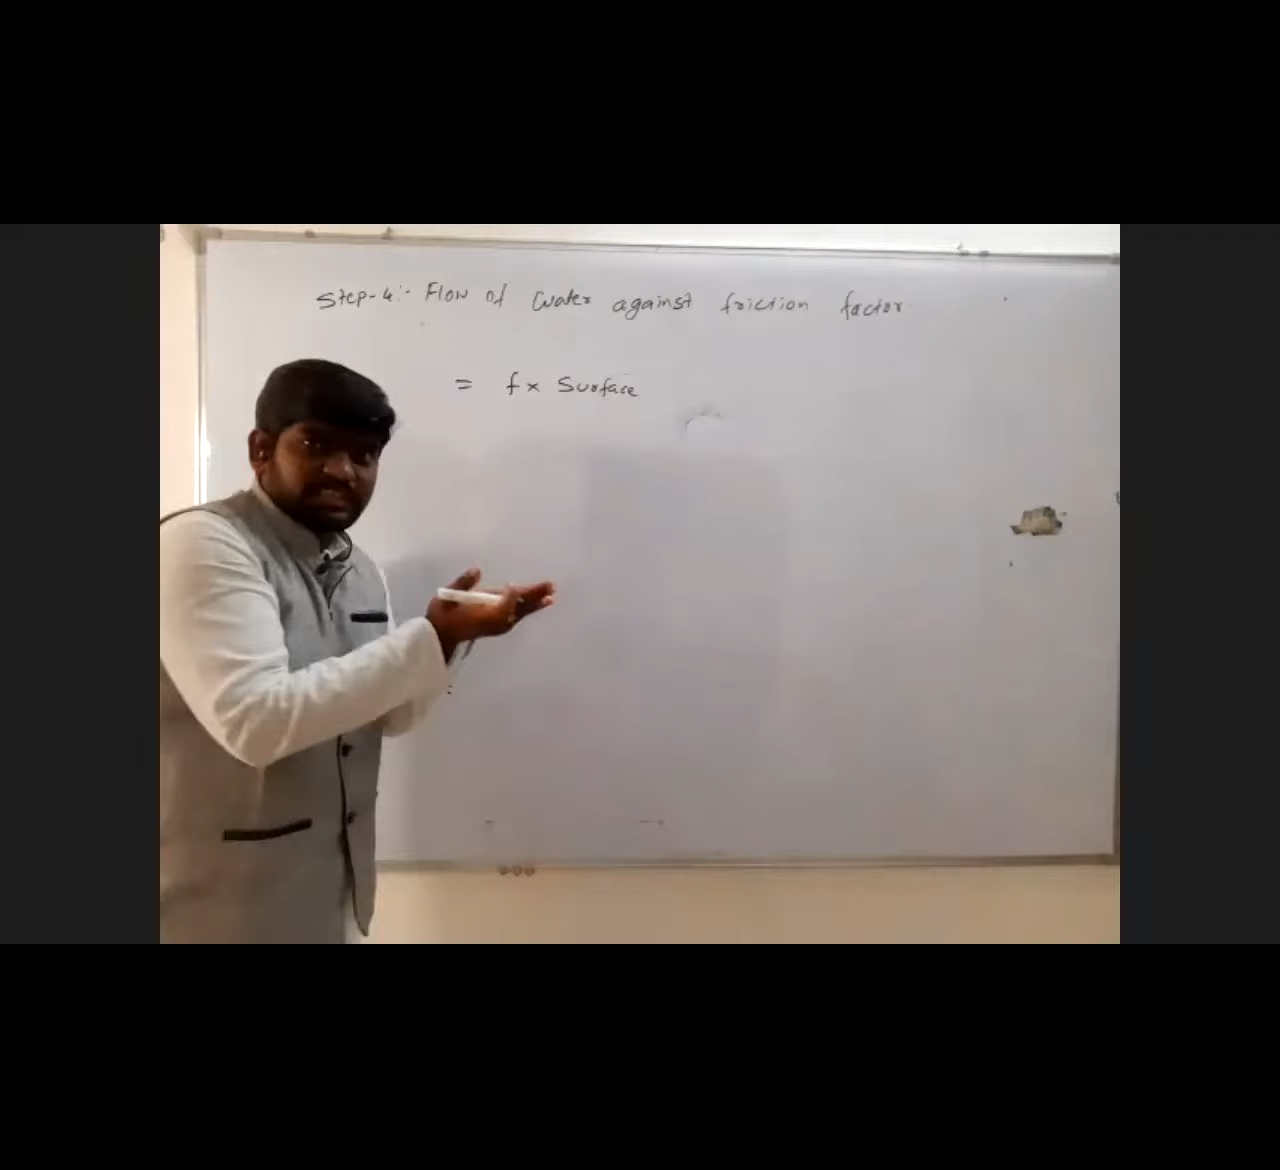 Step-4:- Flow of Water against friction factor
= f x Surface